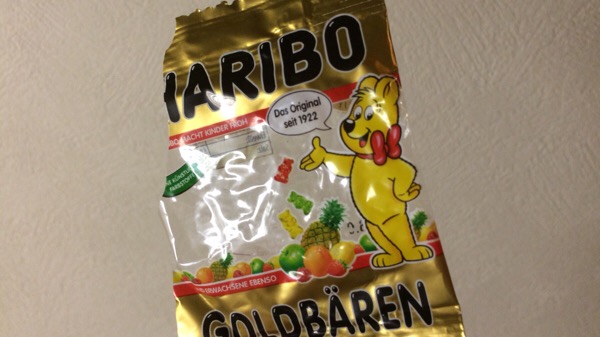 HARIBO
Das Original
seit 1922
MACHT KINDER FROH
ERWACHSENE EBENSO
GOLDBÄREN